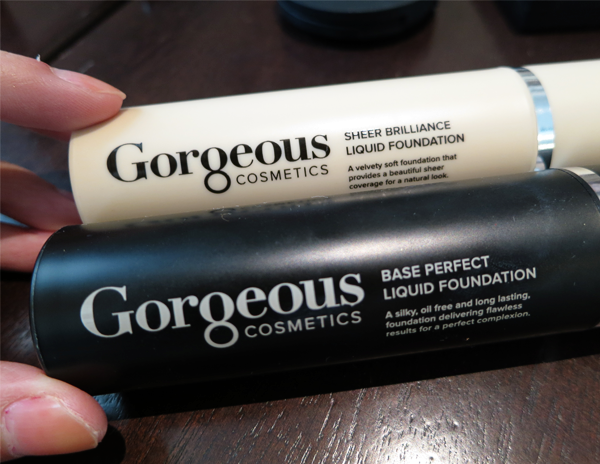 Gorgeous
COSMETICS
SHEER BRILLIANCE
LIQUID FOUNDATION
A velvety soft foundation that
provides a beautiful sheer
coverage for a natural look.
Gorgeous
COSMETICS
BASE PERFECT
LIQUID FOUNDATION
A silky, oil free and long lasting,
foundation delivering flawless
results for a perfect complexion.